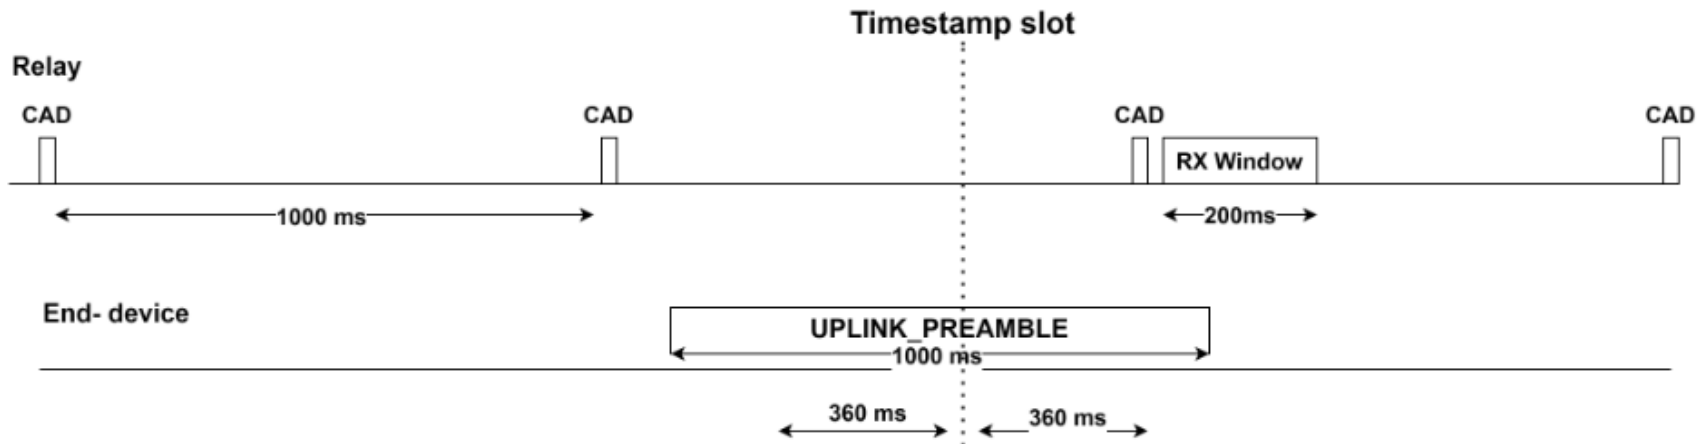 Timestamp slot
Relay
CAD CAD CAD CAD
RX Window
1000 ms 200ms
End- device
UPLINK_PREAMBLE
1000 ms
360 ms 360 ms